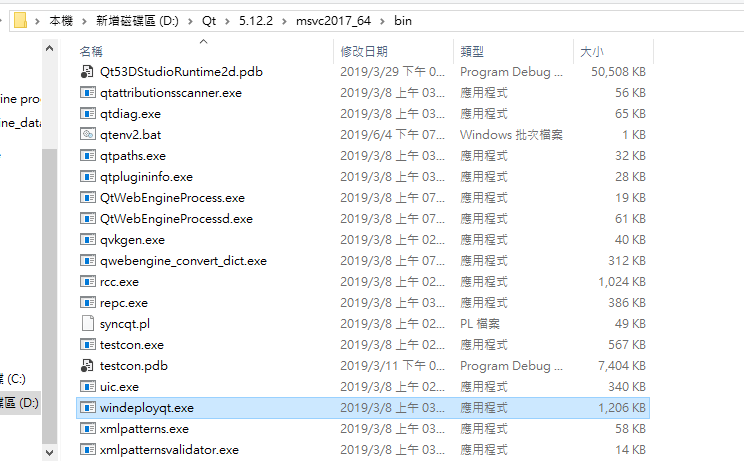 本機 > 新增磁碟區 (D:) > Qt > 5.12.2 > msvc2017_64 > bin
名稱 修改日期 類型 大小
Qt53DStudioRuntime2d.pdb 2019/3/29 下午 0... Program Debug ... 50,508 KB
qtattributionsscanner.exe 2019/3/8 上午 03... 應用程式 56 KB
qtdiag.exe 2019/3/8 上午 03... 應用程式 65 KB
qtenv2.bat 2019/6/4 下午 07... Windows 批次檔案 1 KB
qtpaths.exe 2019/3/8 上午 03... 應用程式 32 KB
qtplugininfo.exe 2019/3/8 上午 03... 應用程式 28 KB
QtWebEngineProcess.exe 2019/3/8 上午 07... 應用程式 19 KB
QtWebEngineProcessd.exe 2019/3/8 上午 07... 應用程式 61 KB
qvkgen.exe 2019/3/8 上午 02... 應用程式 40 KB
qwebengine_convert_dict.exe 2019/3/8 上午 07... 應用程式 312 KB
rcc.exe 2019/3/8 上午 02... 應用程式 1,024 KB
repc.exe 2019/3/8 上午 03... 應用程式 386 KB
syncqt.pl 2019/3/8 上午 02... PL 檔案 49 KB
testcon.exe 2019/3/8 上午 02... 應用程式 567 KB
testcon.pdb 2019/3/11 下午 0... Program Debug ... 7,404 KB
uic.exe 2019/3/8 上午 02... 應用程式 340 KB
windeployqt.exe 2019/3/8 上午 03... 應用程式 1,206 KB
xmlpatterns.exe 2019/3/8 上午 03... 應用程式 58 KB
xmlpatternsvalidator.exe 2019/3/8 上午 03... 應用程式 14 KB
ine pro
ine_data
碟 (C:)
碟區 (D:)